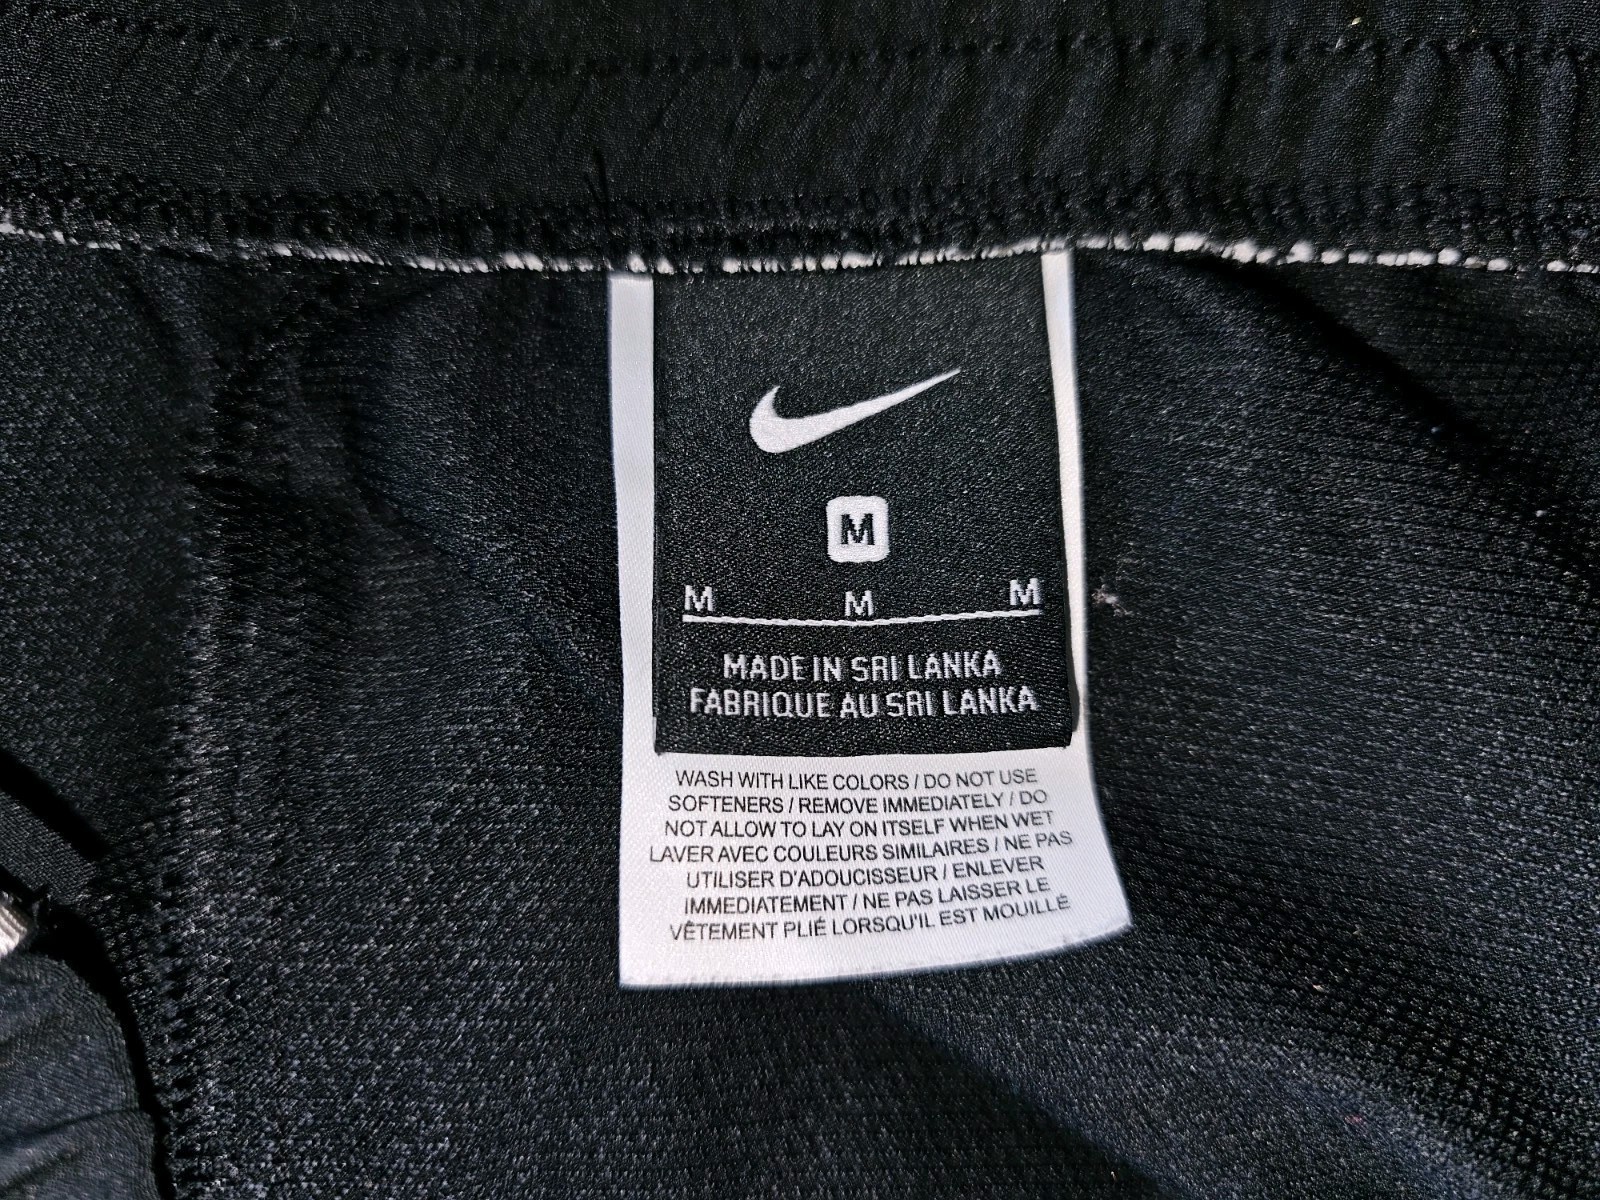 M
M M M
MADE IN SRI LANKA
FABRIQUE AU SRI LANKA
WASH WITH LIKE COLORS / DO NOT USE
SOFTENERS / REMOVE IMMEDIATELY / DO
NOT ALLOW TO LAY ON ITSELF WHEN WET
LAVER AVEC COULEURS SIMILAIRES / NE PAS
UTILISER D'ADOUCISSEUR / ENLEVER
IMMEDIATEMENT / NE PAS LAISSER LE
VÊTEMENT PLIÉ LORSQU'IL EST MOUILLÉ